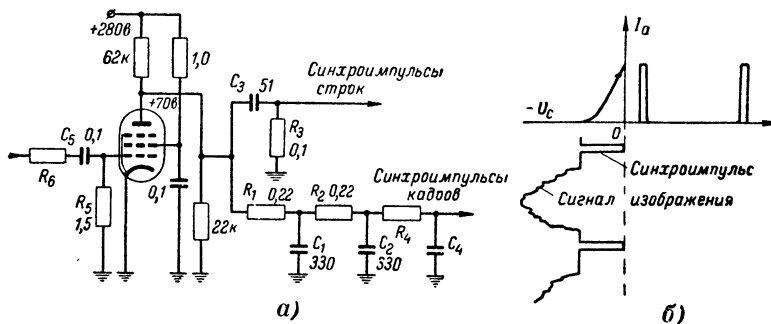 +280в
62к
1,0
+70в
C5 0,1
R6
R5
1,5
0,1
22к
C3 51
Синхроимпульсы
строк
R3
0,1
R1 0,22
R2 0,22
Синхроимпульсы
кадров
R4
C1
330
C2
330
C4
а)
Iа
-Uс
0
Синхроимпульс
Сигнал изображения
б)